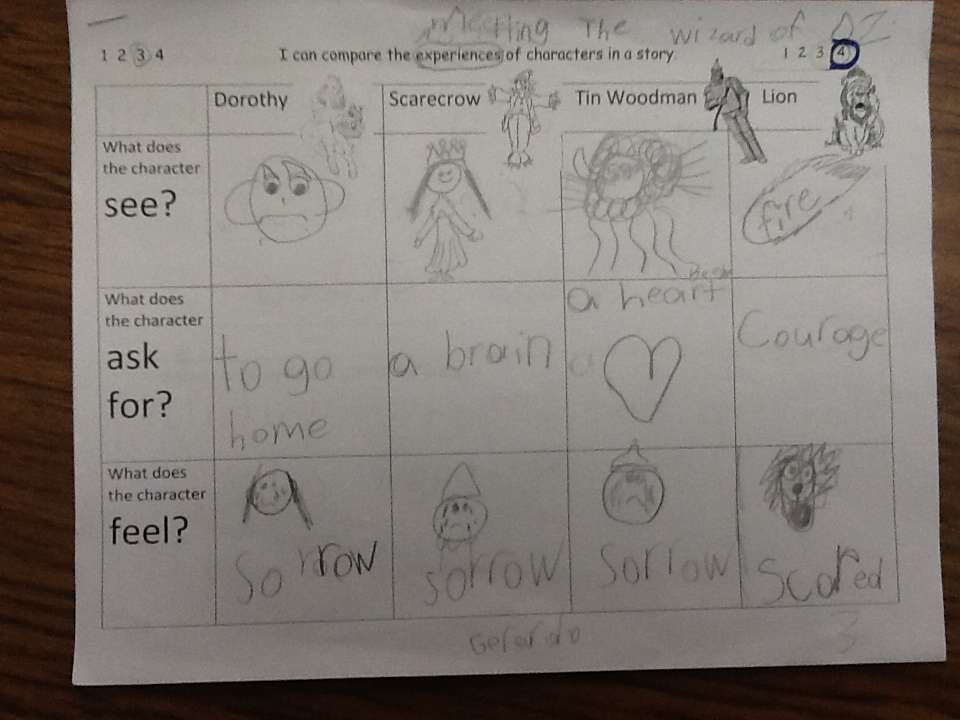 Meeting The wizard of OZ
1 2 3 4 I can compare the experiences of characters in a story. 1 2 3 4
Dorothy Scarecrow Tin Woodman Lion
What does
the character
see?
fire
What does
the character
ask
for?
to go
home
a brain
a heart
a
Courage
What does
the character
feel?
Sorrow
sorrow
Sorrow
Scared
Gerardo
3